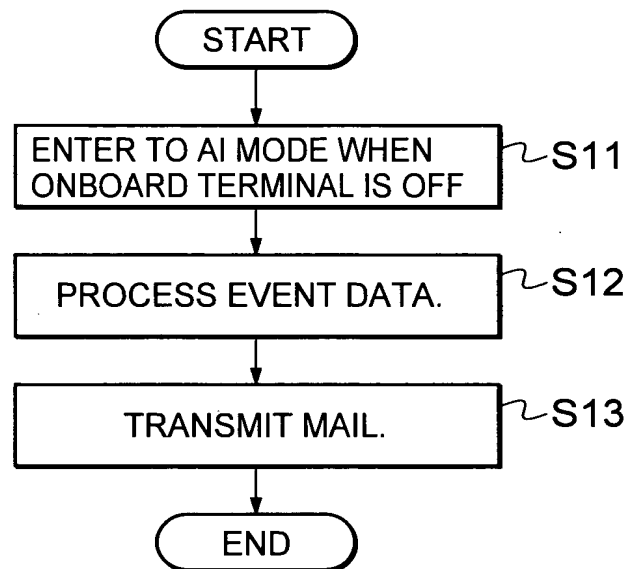 START
ENTER TO AI MODE WHEN
ONBOARD TERMINAL IS OFF
S11
PROCESS EVENT DATA.
S12
TRANSMIT MAIL.
S13
END